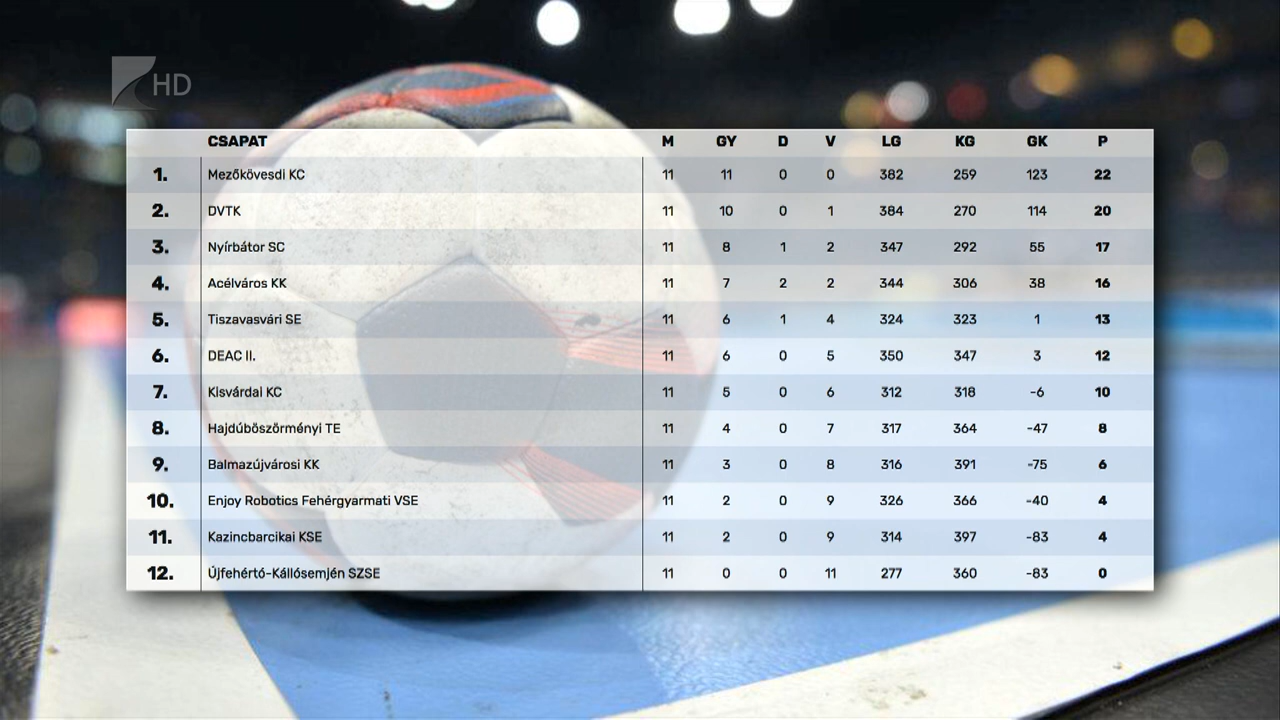 HD
CSAPAT M GY D V LG KG GK P
1. Mezőkövesdi KC 11 11 0 0 382 259 123 22
2. DVTK 11 10 0 1 384 270 114 20
3. Nyírbátor SC 11 8 1 2 347 292 55 17
4. Acélváros KK 11 7 2 2 344 306 38 16
5. Tiszavasvári SE 11 6 1 4 324 323 1 13
6. DEAC II. 11 6 0 5 350 347 3 12
7. Kisvárdai KC 11 5 0 6 312 318 -6 10
8. Hajdúböszörményi TE 11 4 0 7 317 364 -47 8
9. Balmazújvárosi KK 11 3 0 8 316 391 -75 6
10. Enjoy Robotics Fehérgyarmati VSE 11 2 0 9 326 366 -40 4
11. Kazincbarcikai KSE 11 2 0 9 314 397 -83 4
12. Újfehértó-Kállósemjén SZSE 11 0 0 11 277 360 -83 0